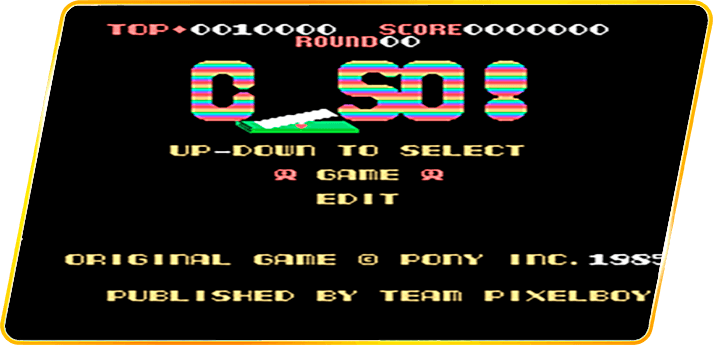 TOP♦0010000 SCORE0000000
ROUND00
C SO!
UP-DOWN TO SELECT
GAME
EDIT
ORIGINAL GAME © PONY INC. 1985
PUBLISHED BY TEAM PIXELBOY